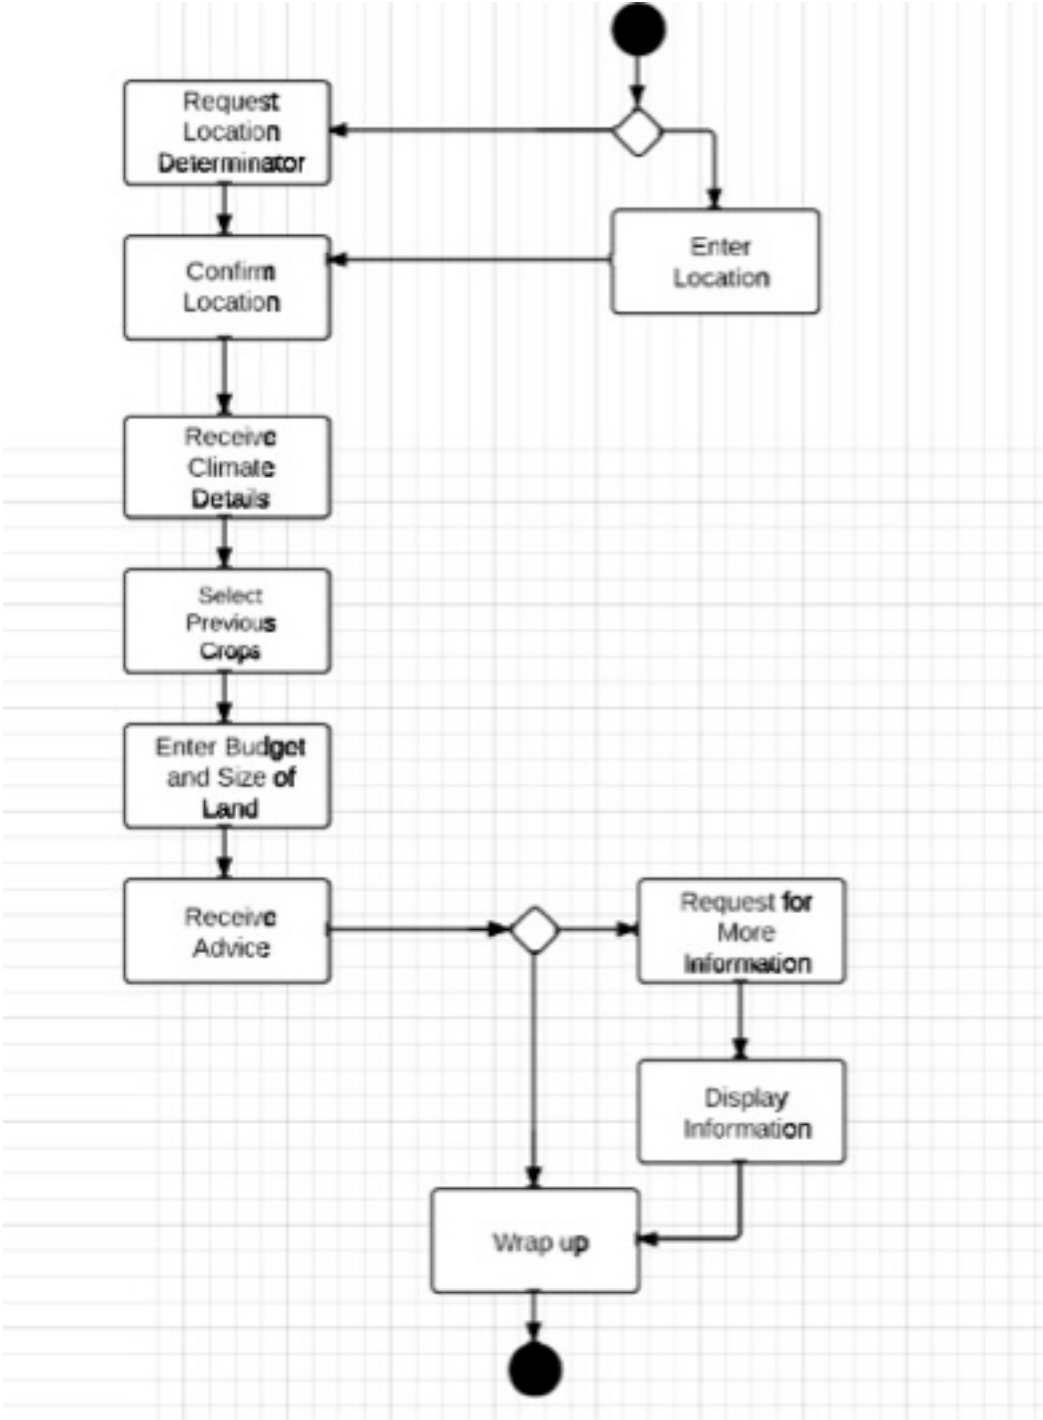 Request
Location
Determinator
Enter
Location
Confirm
Location
Receive
Climate
Details
Select
Previous
Crops
Enter Budget
and Size of
Land
Receive
Advice
Request for
More
Information
Display
Information
Wrap up